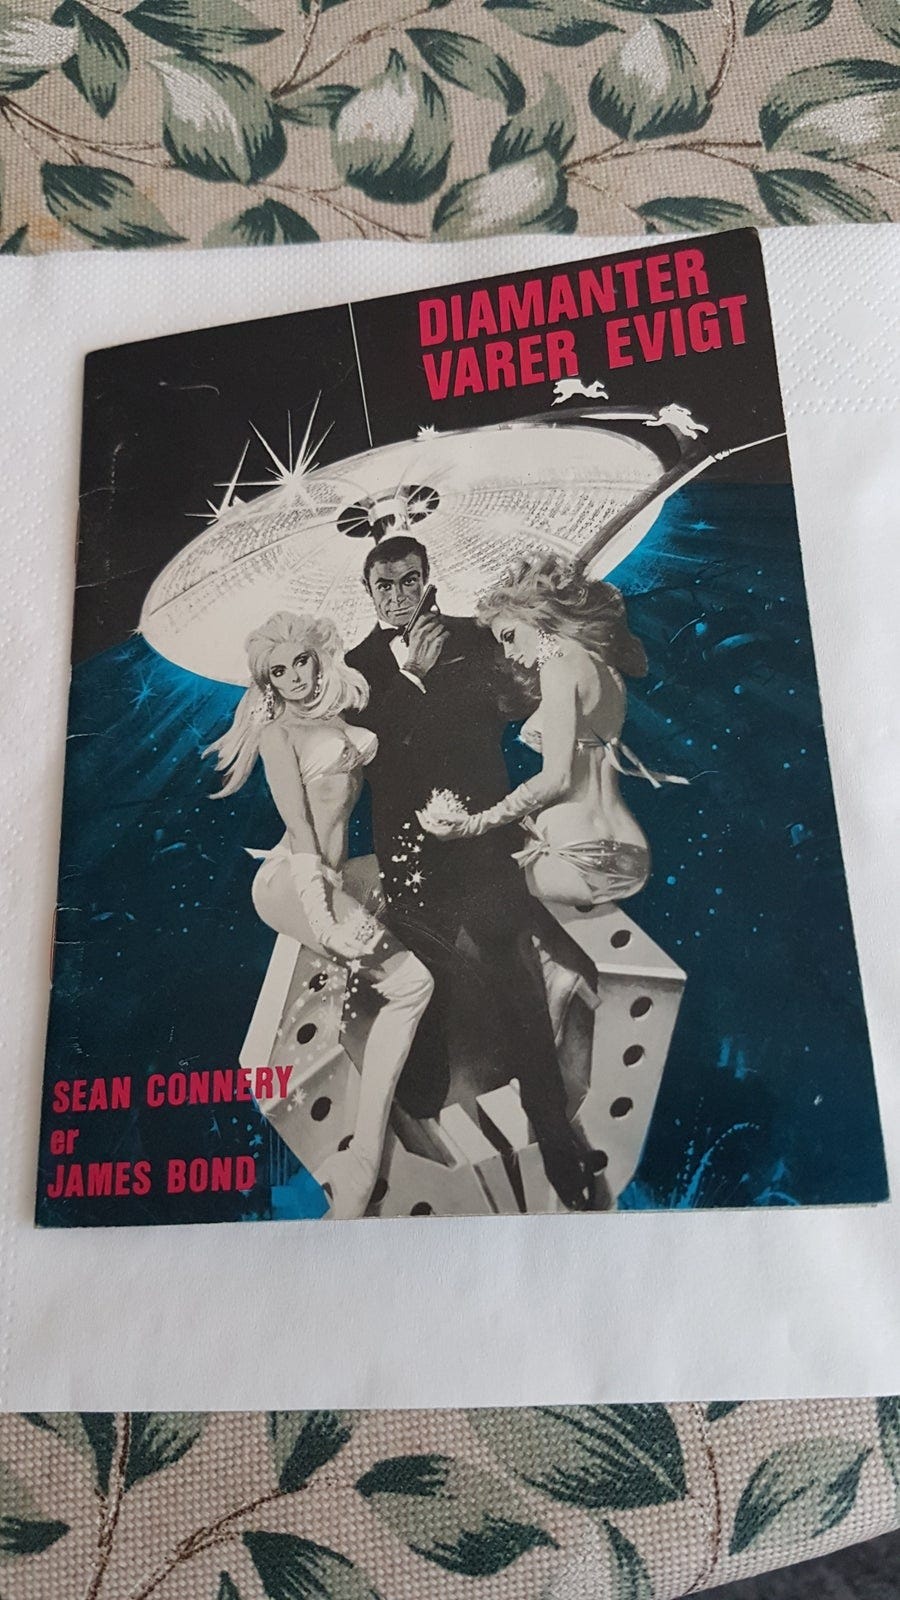 DIAMANTER
VARER EVIGT
SEAN CONNERY
er
JAMES BOND